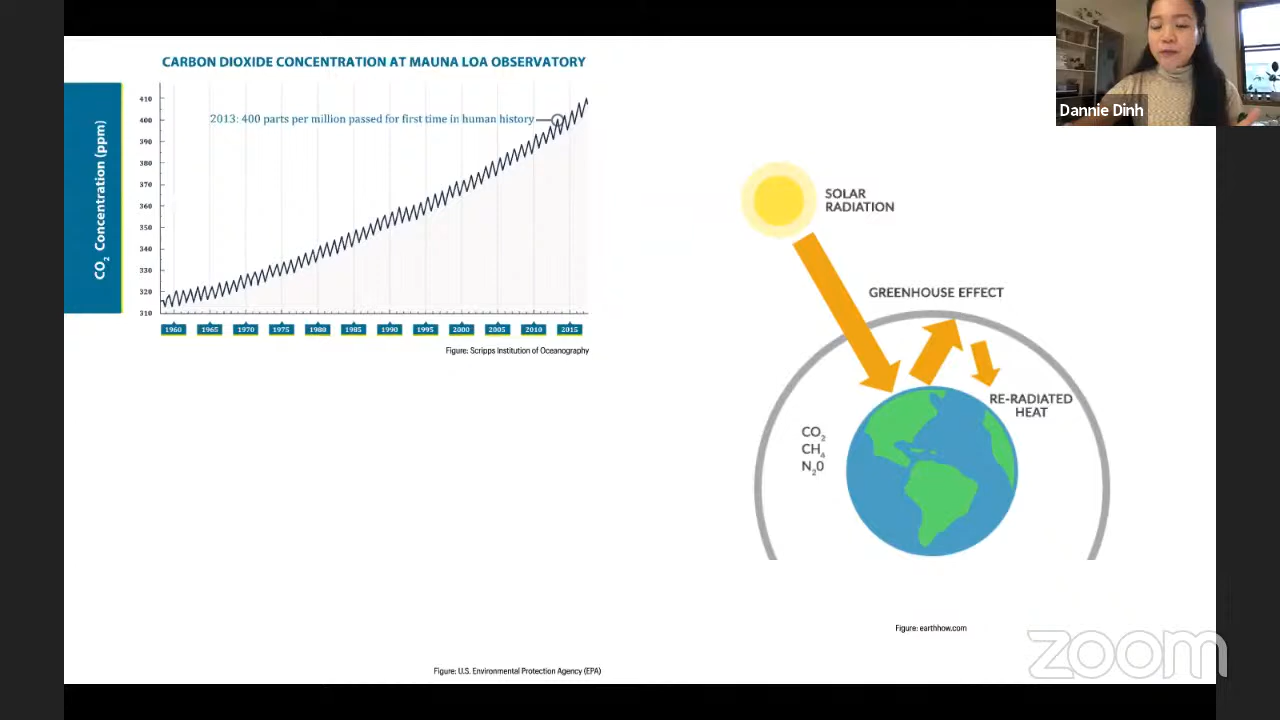 CARBON DIOXIDE CONCENTRATION AT MAUNA LOA OBSERVATORY
CO2 Concentration (ppm)
410
400
390
380
370
360
350
340
330
320
310
2013: 400 parts per million passed for first time in human history
1960 1965 1970 1975 1980 1985 1990 1995 2000 2005 2010 2015
Figure: Scripps Institution of Oceanography
Figure: U.S. Environmental Protection Agency (EPA)
Dannie Dinh
SOLAR
RADIATION
GREENHOUSE EFFECT
RE-RADIATED
HEAT
CO2
CH4
N20
Figure: earthhow.com
zoom